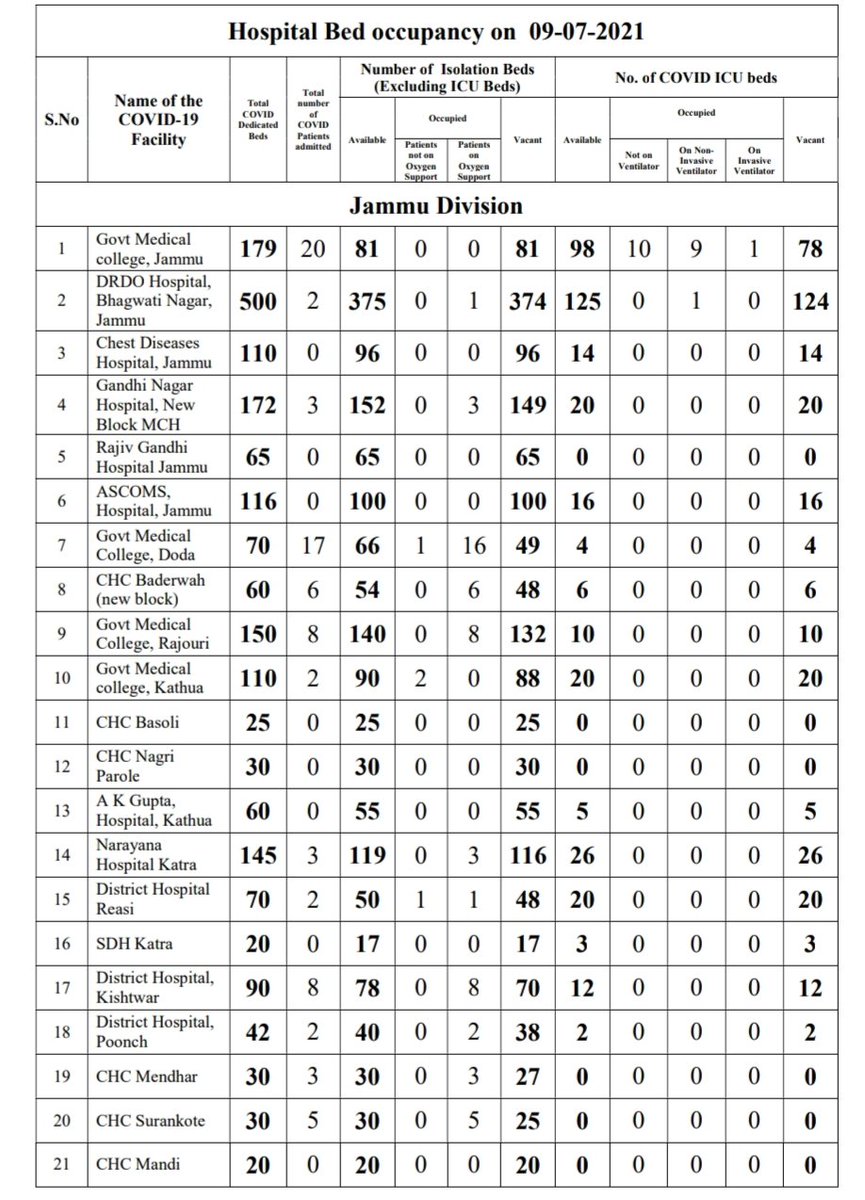 Hospital Bed occupancy on 09-07-2021
S.No
Name of the
COVID-19
Facility
Total
COVID
Dedicated
Beds
Total
number
of
COVID
Patients
admitted
Number of Isolation Beds
(Excluding ICU Beds)
No. of COVID ICU beds
Available
Occupied
Vacant
Available
Occupied
Vacant
Patients
not on
Oxygen
Support
Patients
on
Oxygen
Support
Not on
Ventilator
On Non-
Invasive
Ventilator
On
Invasive
Ventilator
Jammu Division
1 Govt Medical
college, Jammu 179 20 81 0 0 81 98 10 9 1 78
2 DRDO Hospital,
Bhagwati Nagar,
Jammu 500 2 375 0 1 374 125 0 1 0 124
3 Chest Diseases
Hospital, Jammu 110 0 96 0 0 96 14 0 0 0 14
4 Gandhi Nagar
Hospital, New
Block MCH 172 3 152 0 3 149 20 0 0 0 20
5 Rajiv Gandhi
Hospital Jammu 65 0 65 0 0 65 0 0 0 0 0
6 ASCOMS,
Hospital, Jammu 116 0 100 0 0 100 16 0 0 0 16
7 Govt Medical
College, Doda 70 17 66 1 16 49 4 0 0 0 4
8 CHC Baderwah
(new block) 60 6 54 0 6 48 6 0 0 0 6
9 Govt Medical
College, Rajouri 150 8 140 0 8 132 10 0 0 0 10
10 Govt Medical
college, Kathua 110 2 90 2 0 88 20 0 0 0 20
11 CHC Basoli 25 0 25 0 0 25 0 0 0 0 0
12 CHC Nagri
Parole 30 0 30 0 0 30 0 0 0 0 0
13 A K Gupta,
Hospital, Kathua 60 0 55 0 0 55 5 0 0 0 5
14 Narayana
Hospital Katra 145 3 119 0 3 116 26 0 0 0 26
15 District Hospital
Reasi 70 2 50 1 1 48 20 0 0 0 20
16 SDH Katra 20 0 17 0 0 17 3 0 0 0 3
17 District Hospital,
Kishtwar 90 8 78 0 8 70 12 0 0 0 12
18 District Hospital,
Poonch 42 2 40 0 2 38 2 0 0 0 2
19 CHC Mendhar 30 3 30 0 3 27 0 0 0 0 0
20 CHC Surankote 30 5 30 0 5 25 0 0 0 0 0
21 CHC Mandi 20 0 20 0 0 20 0 0 0 0 0